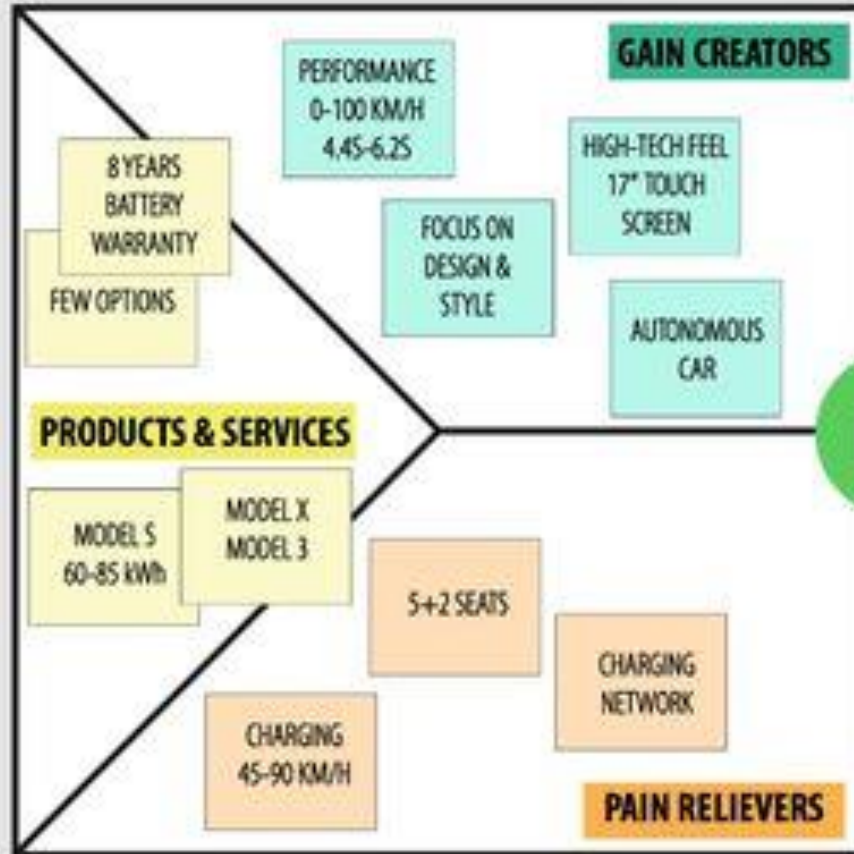 GAIN CREATORS
PERFORMANCE
0-100 KM/H
4,4S-6.2S
HIGH-TECH FEEL
17" TOUCH
SCREEN
FOCUS ON
DESIGN &
STYLE
AUTONOMOUS
CAR
8 YEARS
BATTERY
WARRANTY
FEW OPTIONS
PRODUCTS & SERVICES
MODEL S
60-85 kWh
MODEL X
MODEL 3
5+2 SEATS
CHARGING
NETWORK
CHARGING
45-90 KM/H
PAIN RELIEVERS